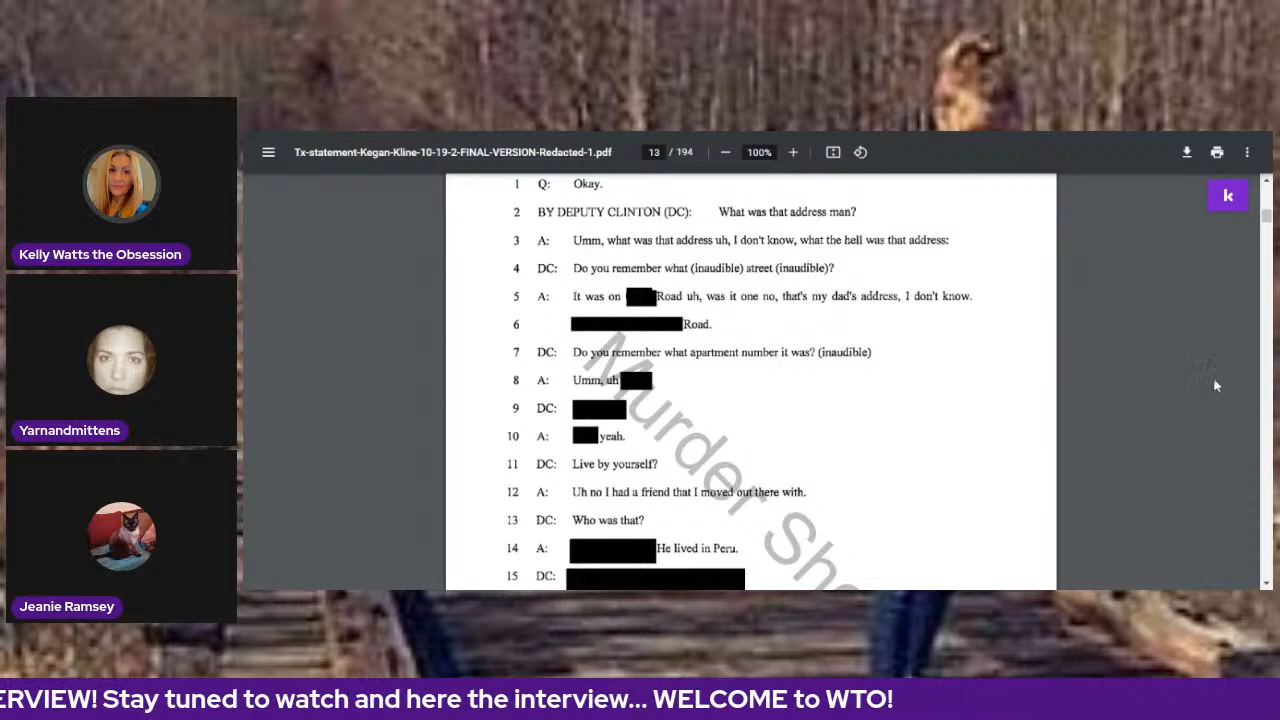 Kelly Watts the Obsession
Yarnandmittens
Jeanie Ramsey
Tx-statement-Kegan-Kline-10-19-2-FINAL-VERSION-Redacted-1.pdf 13 / 194 100%
k
1 Q: Okay.
2 BY DEPUTY CLINTON (DC): What was that address man?
3 A: Umm, what was that address uh, I don't know, what the hell was that address:
4 DC: Do you remember what (inaudible) street (inaudible)?
5 A: It was on Road uh, was it one no, that's my dad's address, I don't know.
6 Road.
7 DC: Do you remember what apartment number it was? (inaudible)
8 A: Umm, uh
9 DC:
10 A: yeah.
11 DC: Live by yourself?
12 A: Uh no I had a friend that I moved out there with.
13 DC: Who was that?
14 A: He lived in Peru.
15 DC:
Murder She
ERVIEW! Stay tuned to watch and here the interview... WELCOME to WTO!